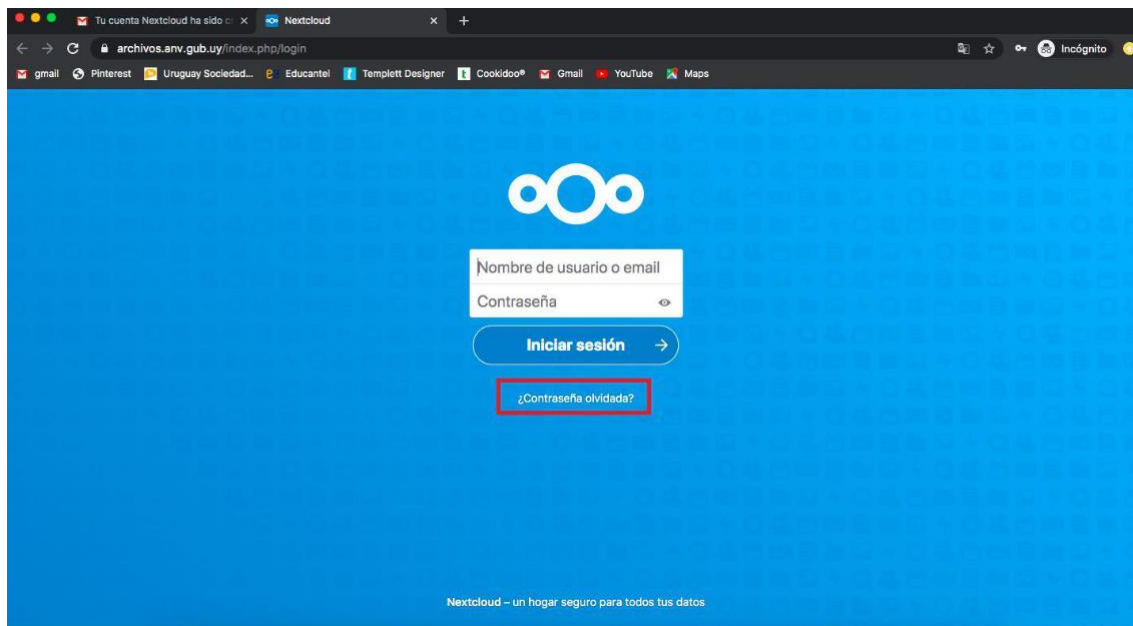 Tu cuenta Nextcloud ha sido c
Nextcloud
archivos.anv.gub.uy/index.php/login
Incógnito
gmail
Pinterest
Uruguay Sociedad...
Educantel
Templett Designer
Cookidoo®
Gmail
YouTube
Maps
Nombre de usuario o email
Contraseña
Iniciar sesión
¿Contraseña olvidada?
Nextcloud – un hogar seguro para todos tus datos